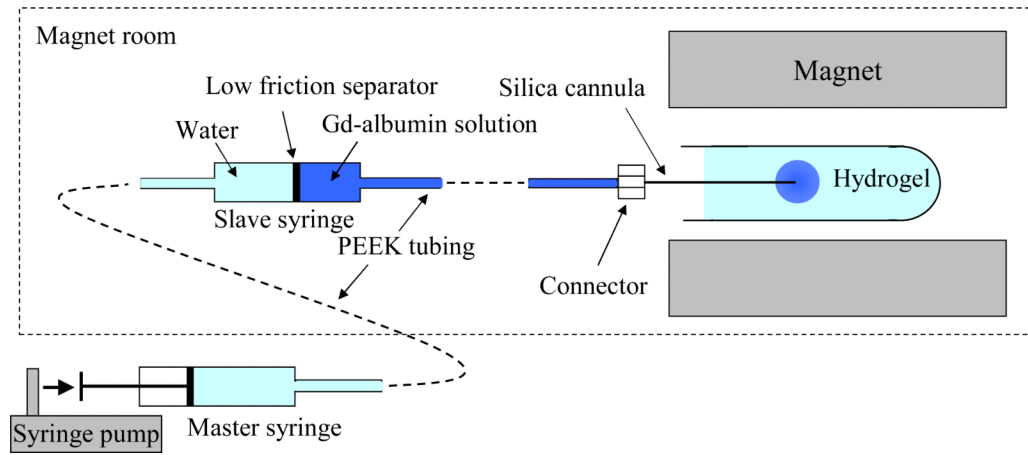 Magnet room
Magnet
Silica cannula
Low friction separator
Gd-albumin solution
Water
Hydrogel
Slave syringe
PEEK tubing
Connector
Syringe pump
Master syringe